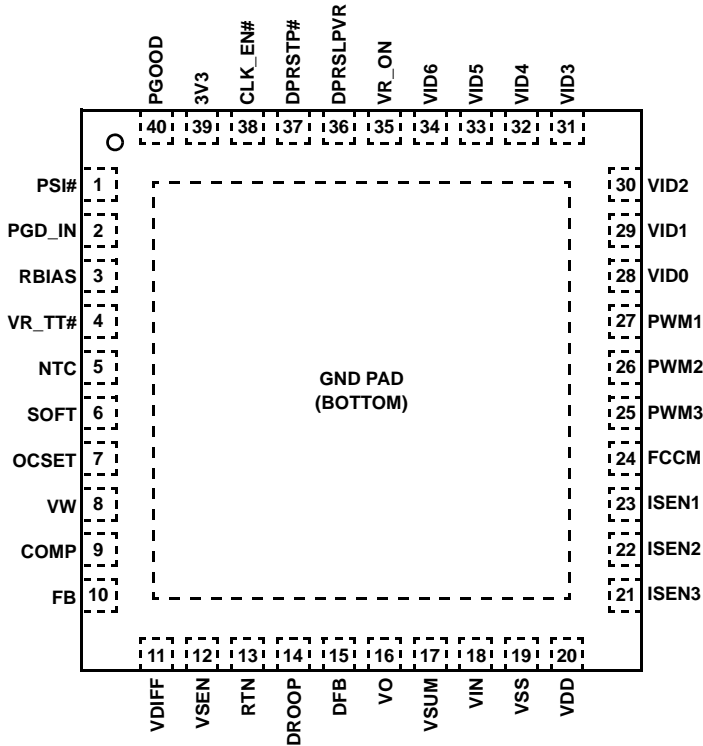 PGOOD
3V3
CLK_EN#
DPRSTP#
DPRSLPVR
VR_ON
VID6
VID5
VID4
VID3
40 39 38 37 36 35 34 33 32 31
PSI# 1
PGD_IN 2
RBIAS 3
VR_TT# 4
NTC 5
SOFT 6
OCSET 7
VW 8
COMP 9
FB 10
GND PAD
(BOTTOM)
30 VID2
29 VID1
28 VID0
27 PWM1
26 PWM2
25 PWM3
24 FCCM
23 ISEN1
22 ISEN2
21 ISEN3
11 12 13 14 15 16 17 18 19 20
VDIFF
VSEN
RTN
DROOP
DFB
VO
VSUM
VIN
VSS
VDD